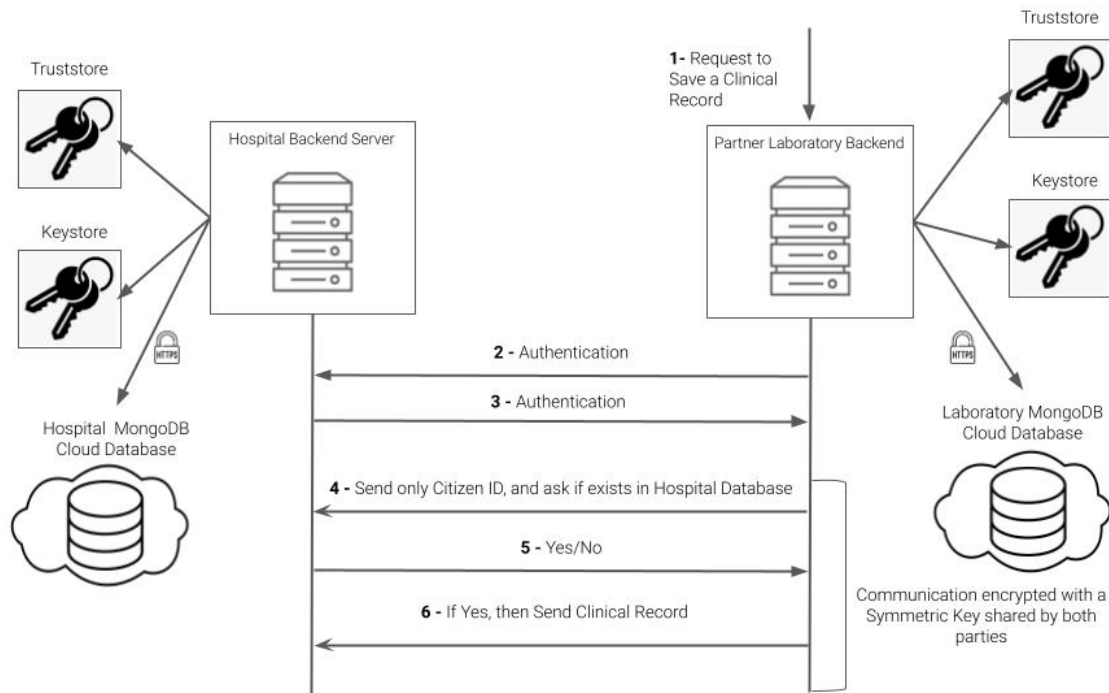 Truststore
Keystore
HTTPS
Hospital MongoDB
Cloud Database
Hospital Backend Server
1- Request to
Save a Clinical
Record
Partner Laboratory Backend
2 - Authentication
3 - Authentication
4 - Send only Citizen ID, and ask if exists in Hospital Database
5 - Yes/No
6 - If Yes, then Send Clinical Record
Truststore
Keystore
HTTPS
Laboratory MongoDB
Cloud Database
Communication encrypted with a
Symmetric Key shared by both
parties